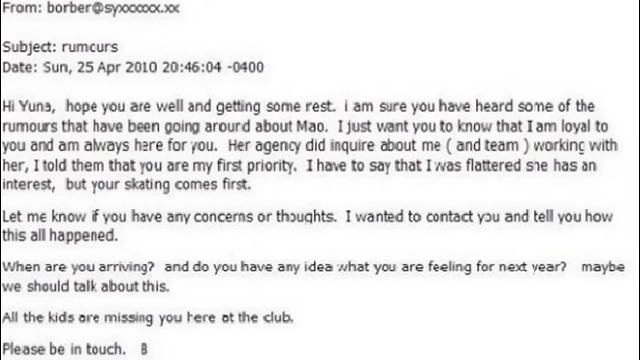 From: borber@syxxxxxx.xx
Subject: rumours
Date: Sun, 25 Apr 2010 20:46:04 -0400
Hi Yuna, hope you are well and getting some rest. i am sure you have heard some of the
rumours that have been going around about Mao. I just want you to know that I am loyal to
you and am always here for you. Her agency did inquire about me ( and team ) working with
her, I told them that you are my first priority. I have to say that I was flattered she has an
interest, but your skating comes first.
Let me know if you have any concerns or thoughts. I wanted to contact you and tell you how
this all happened.
When are you arriving? and do you have any idea what you are feeling for next year? maybe
we should talk about this.
All the kids are missing you here at the club.
Please be in touch. B